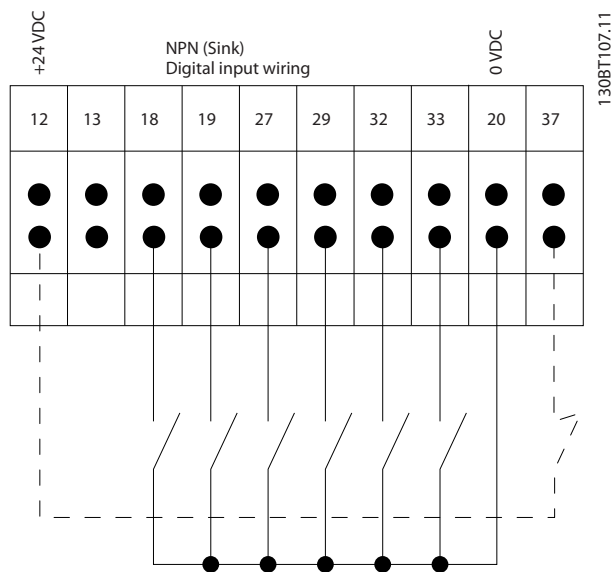 +24 VDC
NPN (Sink)
Digital input wiring
0 VDC
130BT107.11
12 13 18 19 27 29 32 33 20 37